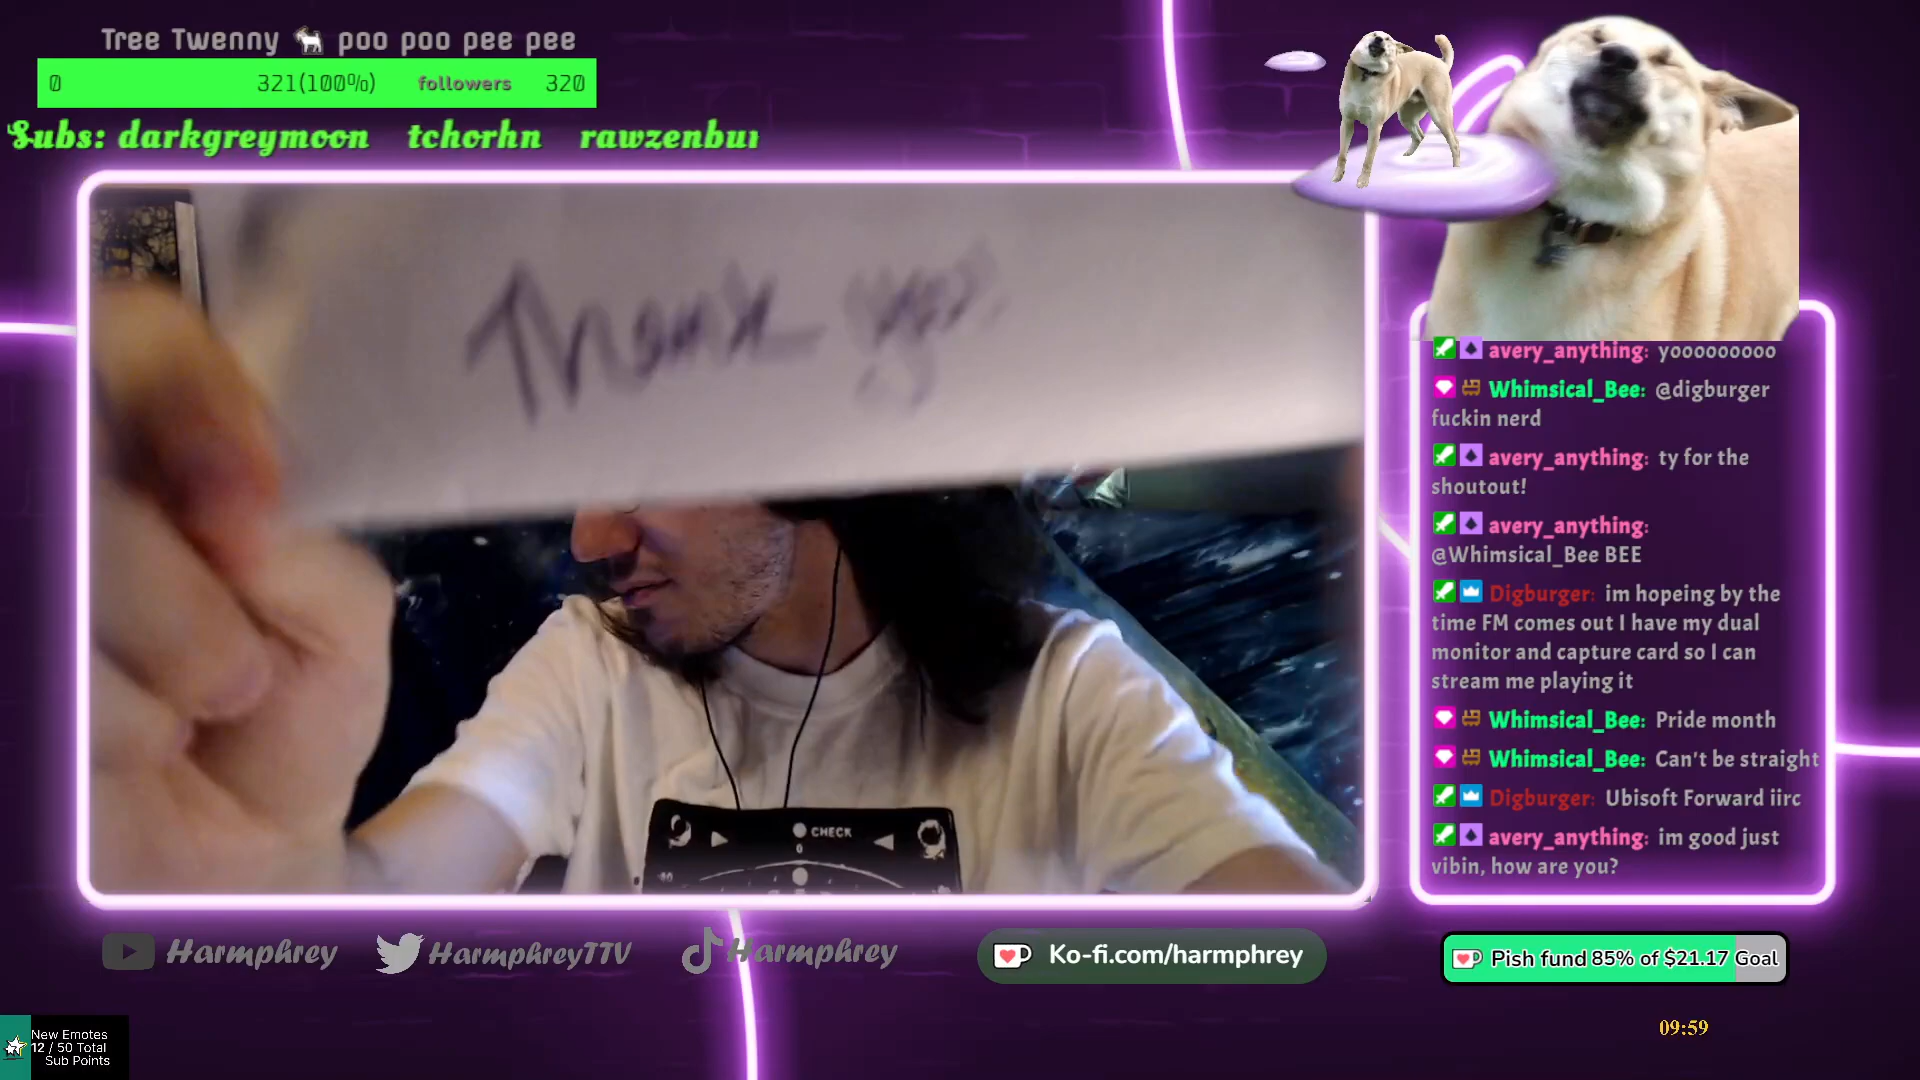 Tree Twenny 🐐 poo poo pee pee
0 321(100%) followers 320
Subs: darkgreymoon tchorhn rawzenbur
Thank you!
CHECK
0
avery_anything: yooooooooo
Whimsical_Bee: @digburger
fuckin nerd
avery_anything: ty for the
shoutout!
avery_anything:
@Whimsical_Bee BEE
Digburger: im hopeing by the
time FM comes out I have my dual
monitor and capture card so I can
stream me playing it
Whimsical_Bee: Pride month
Whimsical_Bee: Can't be straight
Digburger: Ubisoft Forward iirc
avery_anything: im good just
vibin, how are you?
Harmphrey HarmphreyTTV Harmphrey Ko-fi.com/harmphrey
Pish fund 85% of $21.17 Goal
09:59
New Emotes
12 / 50 Total
Sub Points